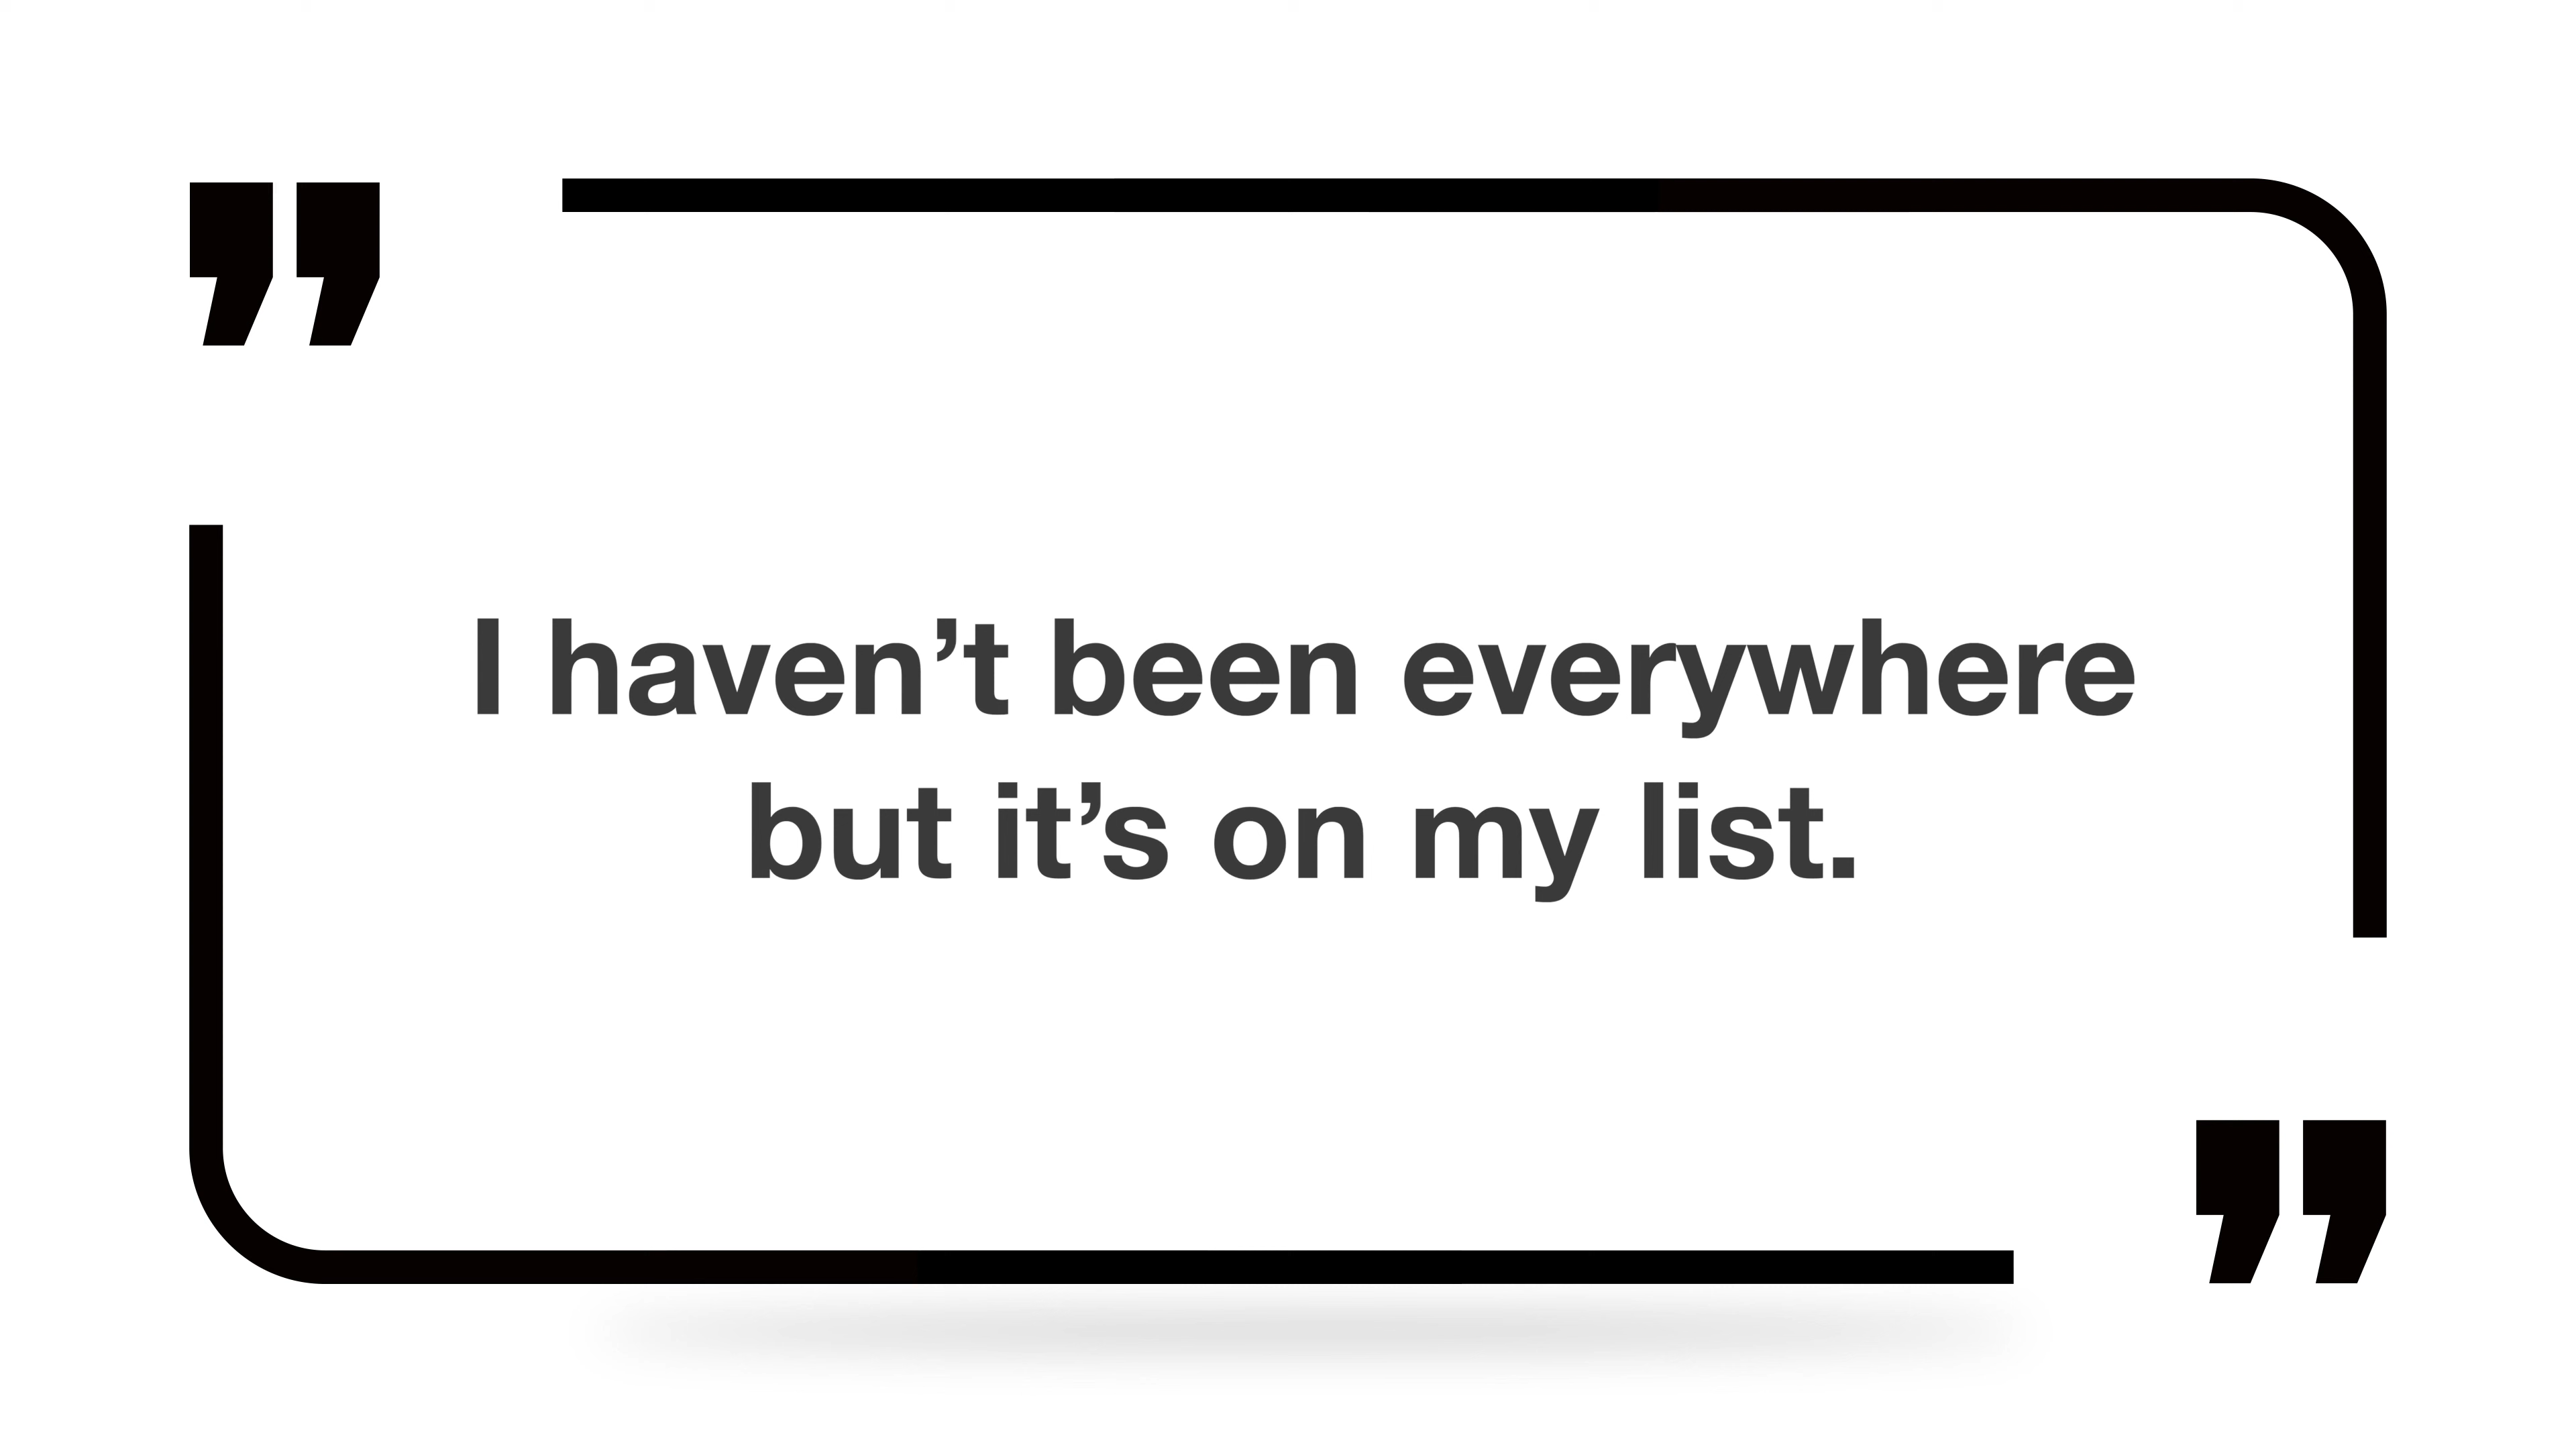 ”
I haven’t been everywhere
but it’s on my list.
”